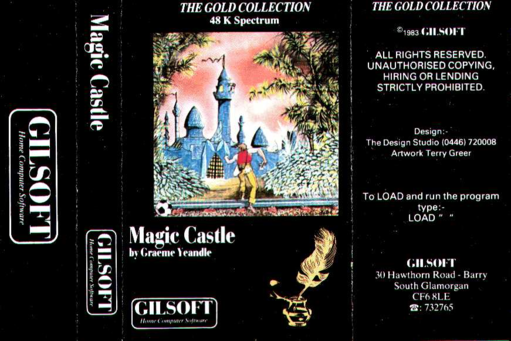 GILSOFT
Home Computer Software
Magic Castle
GILSOFT
Home Computer Software
THE GOLD COLLECTION
48 K Spectrum
Magic Castle
by Graeme Yeandle
GILSOFT
Home Computer Software
THE GOLD COLLECTION
©1983 GILSOFT
ALL RIGHTS RESERVED.
UNAUTHORISED COPYING,
HIRING OR LENDING
STRICTLY PROHIBITED.
Design:-
The Design Studio (0446) 720008
Artwork Terry Greer
To LOAD and run the program
type:-
LOAD " "
GILSOFT
30 Hawthorn Road - Barry
South Glamorgan
CF6 8LE
☎: 732765